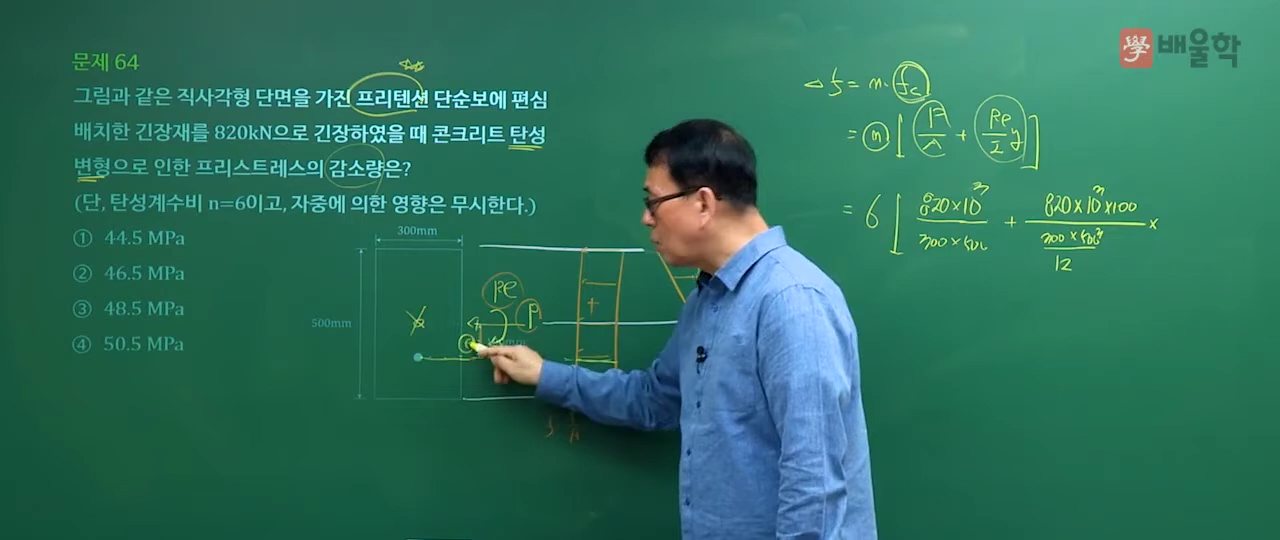 學 배울학
문제 64
그림과 같은 직사각형 단면을 가진 프리텐션 단순보에 편심
배치한 긴장재를 820kN으로 긴장하였을 때 콘크리트 탄성
변형으로 인한 프리스트레스의 감소량은?
(단, 탄성계수비 n=6이고, 자중에 의한 영향은 무시한다.)
① 44.5 MPa
② 46.5 MPa
③ 48.5 MPa
④ 50.5 MPa
300mm
500mm
Pe
P
+
△f = n·fc
= n [ P/A + Pe/I y ]
= 6 [ 820×10³ / 300×500 + 820×10³×100 / 300×500³/12 ×